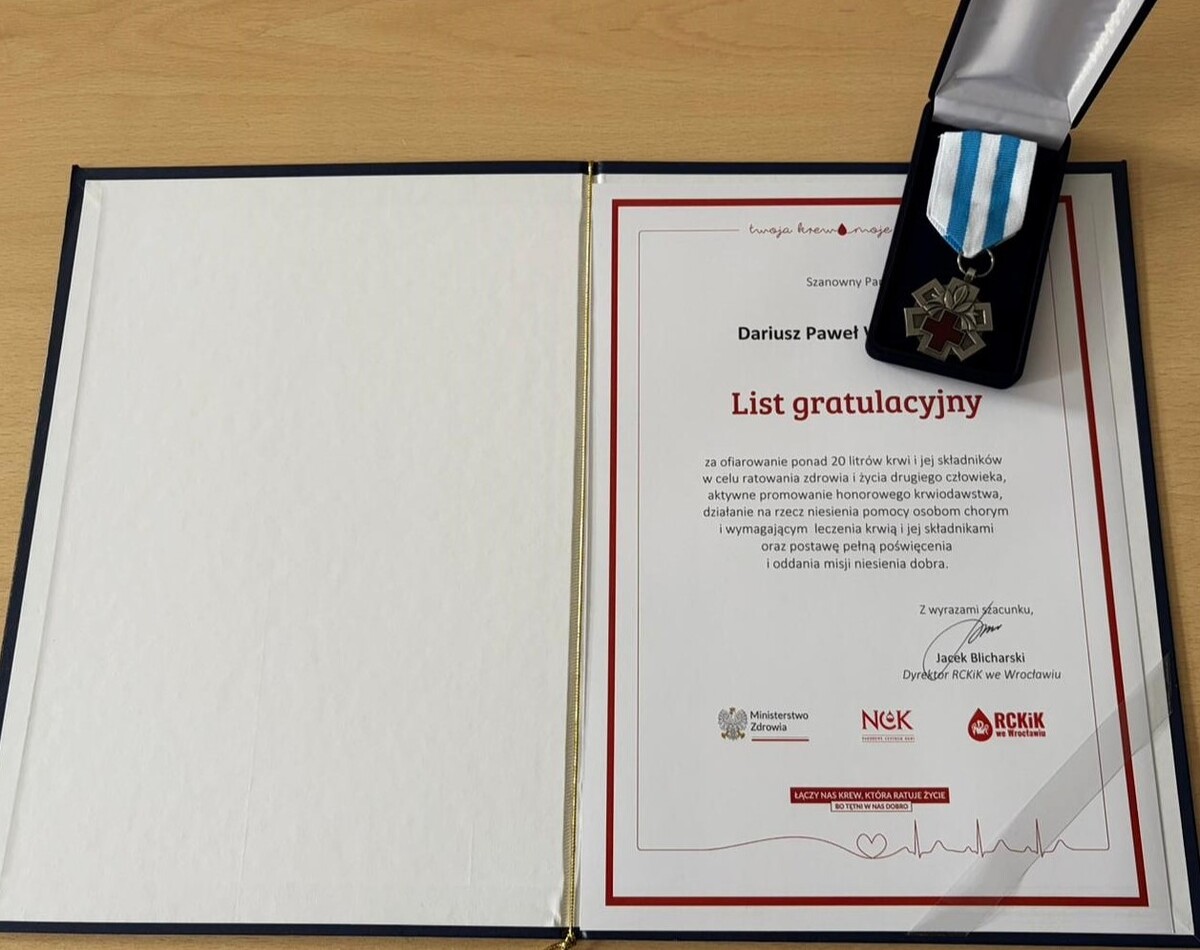 twoja krew moje
Szanowny
Dariusz Paweł
List gratulacyjny
za ofiarowanie ponad 20 litrów krwi i jej składników
w celu ratowania zdrowia i życia drugiego człowieka,
aktywne promowanie honorowego krwiodawstwa,
działanie na rzecz niesienia pomocy osobom chorym
i wymagającym leczenia krwią i jej składnikami
oraz postawę pełną poświęcenia
i oddania misji niesienia dobra.
Z wyrazami szacunku,
Jacek Blicharski
Dyrektor RCKiK we Wrocławiu
Ministerstwo
Zdrowia
NCK
RCKiK
we Wrocławiu
ŁĄCZY NAS KREW, KTÓRA RATUJE ŻYCIE
BO TĘTNI W NAS DOBRO